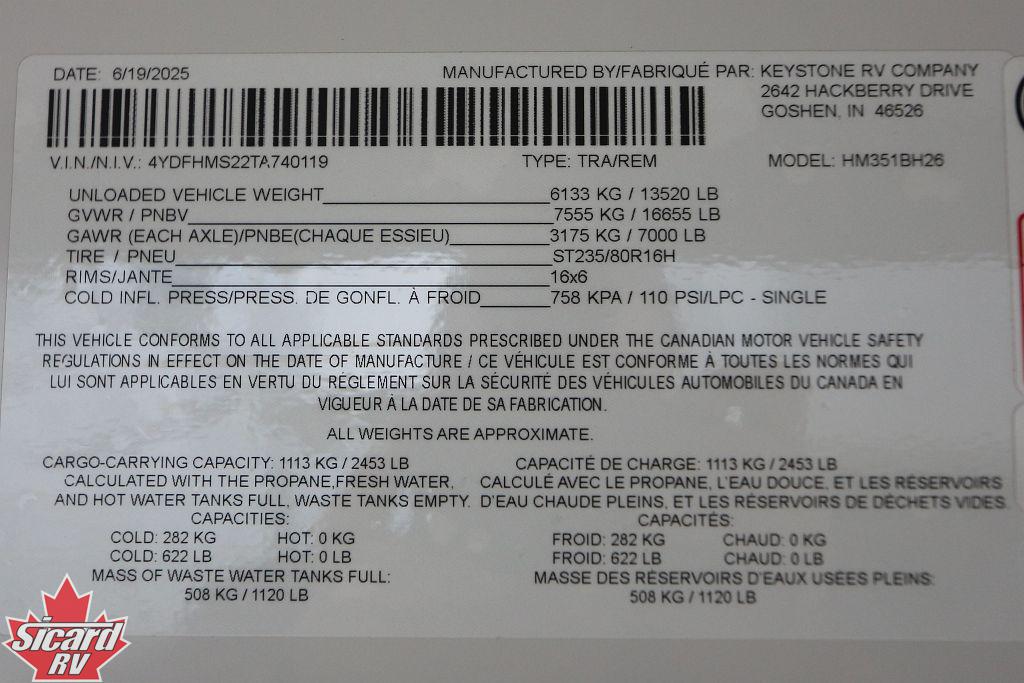 DATE: 6/19/2025
MANUFACTURED BY/FABRIQUÉ PAR: KEYSTONE RV COMPANY
2642 HACKBERRY DRIVE
GOSHEN, IN 46526
V.I.N./N.I.V.: 4YDFHMS22TA740119 TYPE: TRA/REM MODEL: HM351BH26
UNLOADED VEHICLE WEIGHT 6133 KG / 13520 LB
GVWR / PNBV 7555 KG / 16655 LB
GAWR (EACH AXLE)/PNBE(CHAQUE ESSIEU) 3175 KG / 7000 LB
TIRE / PNEU ST235/80R16H
RIMS/JANTE 16x6
COLD INFL. PRESS/PRESS. DE GONFL. À FROID 758 KPA / 110 PSI/LPC - SINGLE
THIS VEHICLE CONFORMS TO ALL APPLICABLE STANDARDS PRESCRIBED UNDER THE CANADIAN MOTOR VEHICLE SAFETY
REGULATIONS IN EFFECT ON THE DATE OF MANUFACTURE / CE VÉHICULE EST CONFORME À TOUTES LES NORMES QUI
LUI SONT APPLICABLES EN VERTU DU RÉGLEMENT SUR LA SÉCURITÉ DES VÉHICULES AUTOMOBILES DU CANADA EN
VIGUEUR À LA DATE DE SA FABRICATION.
ALL WEIGHTS ARE APPROXIMATE.
CARGO-CARRYING CAPACITY: 1113 KG / 2453 LB
CALCULATED WITH THE PROPANE,FRESH WATER,
AND HOT WATER TANKS FULL, WASTE TANKS EMPTY.
CAPACITIES:
COLD: 282 KG HOT: 0 KG
COLD: 622 LB HOT: 0 LB
MASS OF WASTE WATER TANKS FULL:
508 KG / 1120 LB
CAPACITÉ DE CHARGE: 1113 KG / 2453 LB
CALCULÉ AVEC LE PROPANE, L'EAU DOUCE, ET LES RÉSERVOIRS
D'EAU CHAUDE PLEINS, ET LES RÉSERVOIRS DE DÉCHETS VIDES.
CAPACITÉS:
FROID: 282 KG CHAUD: 0 KG
FROID: 622 LB CHAUD: 0 LB
MASSE DES RÉSERVOIRS D'EAUX USÉES PLEINS:
508 KG / 1120 LB
Sicard
RV